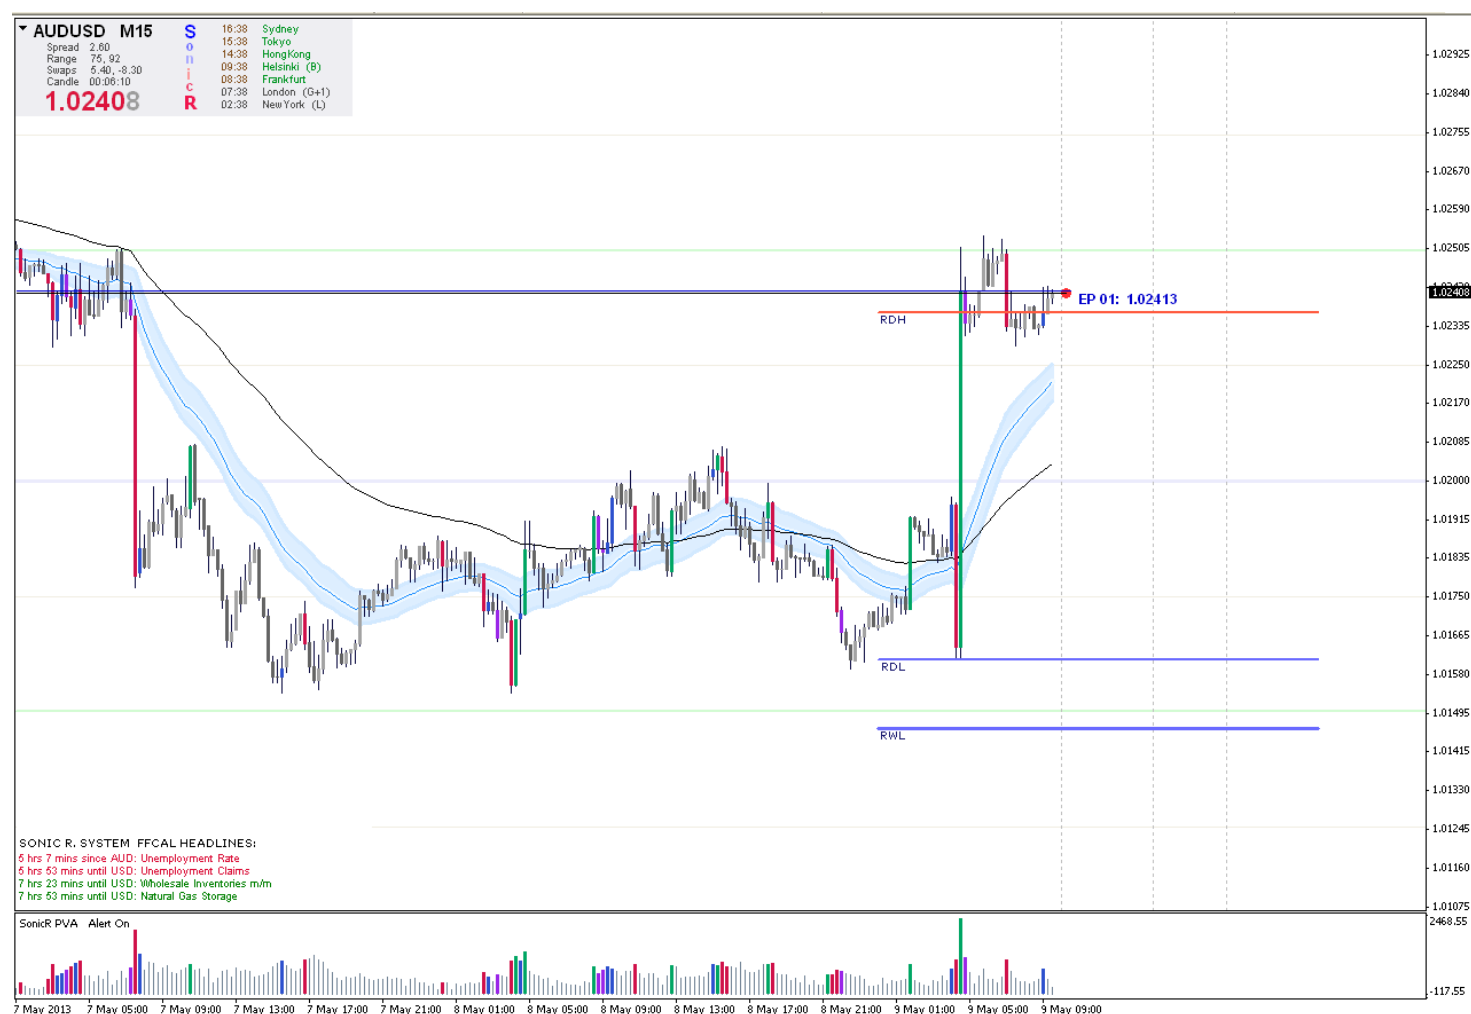 AUDUSD M15
Spread 2.60
Range 75, 92
Swaps 5.40, -8.30
Candle 00:06:10
1.02408
S
o
n
i
c
R
16:38 Sydney
15:38 Tokyo
14:38 HongKong
09:38 Helsinki (B)
08:38 Frankfurt
07:38 London (G+1)
02:38 NewYork (L)
1.02925
1.02840
1.02755
1.02670
1.02590
1.02505
1.02408
1.02335
1.02250
1.02170
1.02085
1.02000
1.01915
1.01835
1.01750
1.01665
1.01580
1.01495
1.01415
1.01330
1.01245
1.01160
1.01075
EP 01: 1.02413
RDH
RDL
RWL
SONIC R. SYSTEM FFCAL HEADLINES:
5 hrs 7 mins since AUD: Unemployment Rate
5 hrs 53 mins until USD: Unemployment Claims
7 hrs 23 mins until USD: Wholesale Inventories m/m
7 hrs 53 mins until USD: Natural Gas Storage
SonicR PVA Alert On
2468.55
-117.55
7 May 2013 7 May 05:00 7 May 09:00 7 May 13:00 7 May 17:00 7 May 21:00 8 May 01:00 8 May 05:00 8 May 09:00 8 May 13:00 8 May 17:00 8 May 21:00 9 May 01:00 9 May 05:00 9 May 09:00